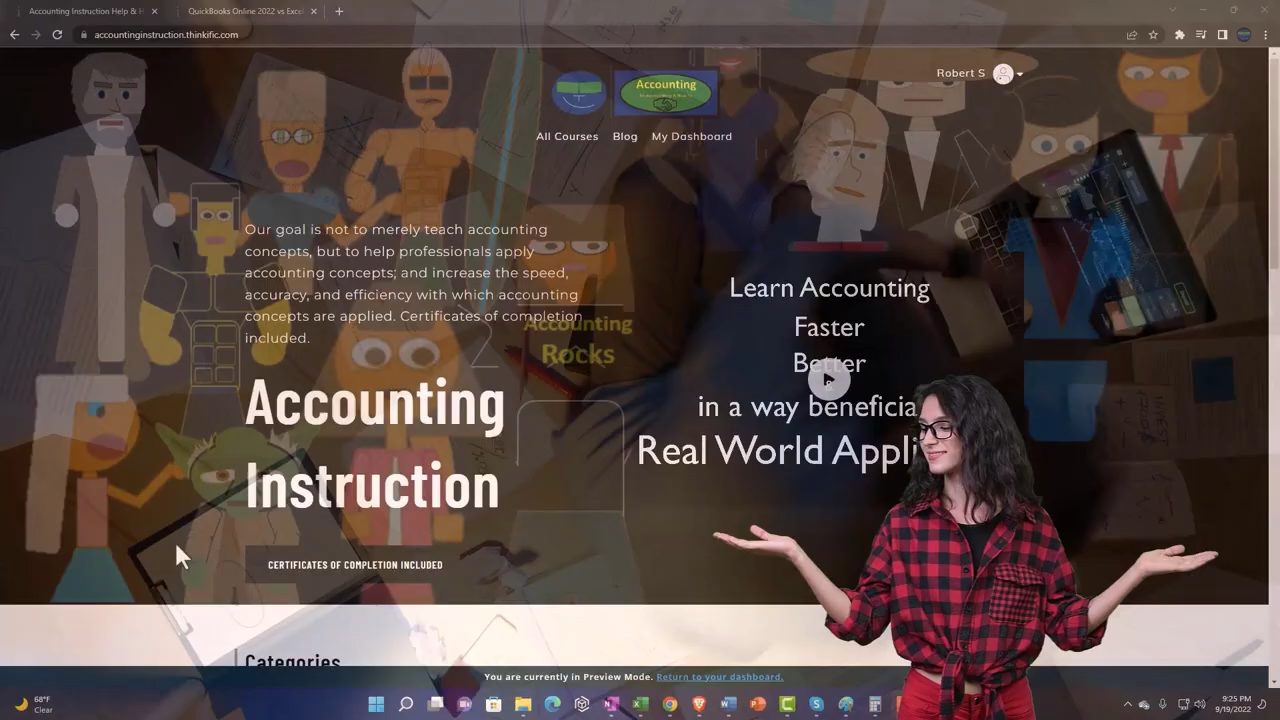 Accounting Instruction Help & H
QuickBooks Online 2022 vs Excel
accountinginstruction.thinkific.com
Robert S
Accounting
All Courses
Blog
My Dashboard
Our goal is not to merely teach accounting
concepts, but to help professionals apply
accounting concepts; and increase the speed,
accuracy, and efficiency with which accounting
concepts are applied. Certificates of completion
included.
Accounting
Rocks
Learn Accounting
Faster
Better
&
in a way beneficia
Real World Appli
Accounting
Instruction
CERTIFICATES OF COMPLETION INCLUDED
Categories
You are currently in Preview Mode. Return to your dashboard.
68°F
Clear
9:25 PM
9/19/2022